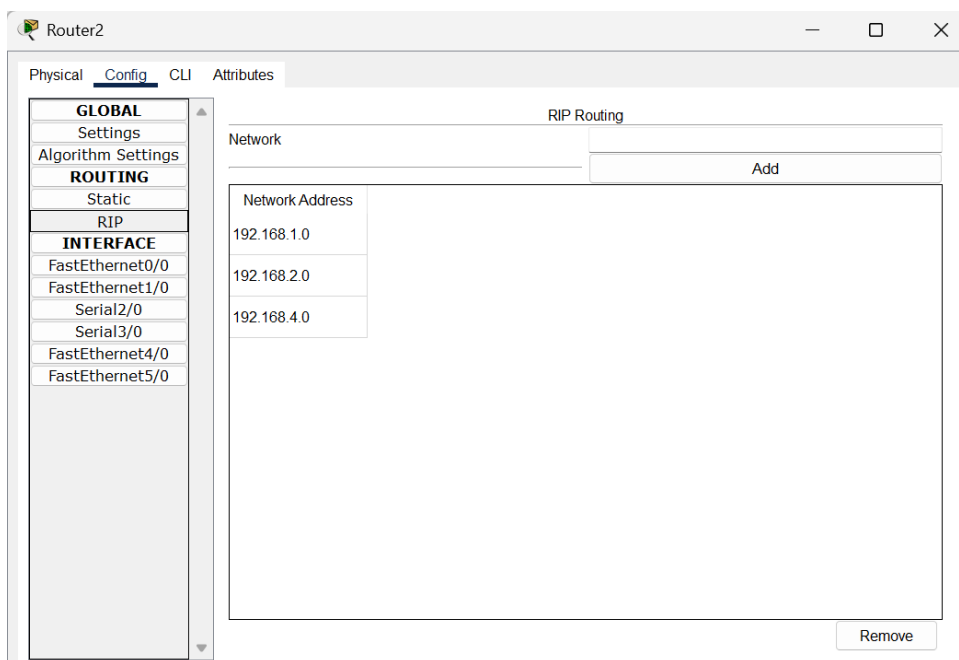 Router2
Physical Config CLI Attributes
GLOBAL
Settings
Algorithm Settings
ROUTING
Static
RIP
INTERFACE
FastEthernet0/0
FastEthernet1/0
Serial2/0
Serial3/0
FastEthernet4/0
FastEthernet5/0
RIP Routing
Network
Add
Network Address
192.168.1.0
192.168.2.0
192.168.4.0
Remove